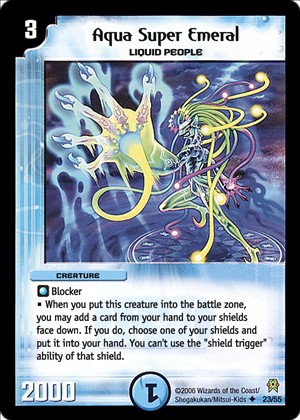 3
Aqua Super Emeral
LIQUID PEOPLE
CREATURE
Blocker
▪ When you put this creature into the battle zone,
you may add a card from your hand to your shields
face down. If you do, choose one of your shields and
put it into your hand. You can't use the "shield trigger"
ability of that shield.
2000
1
©2006 Wizards of the Coast/
Shogakukan/Mitsui-Kids ♦ 23/55